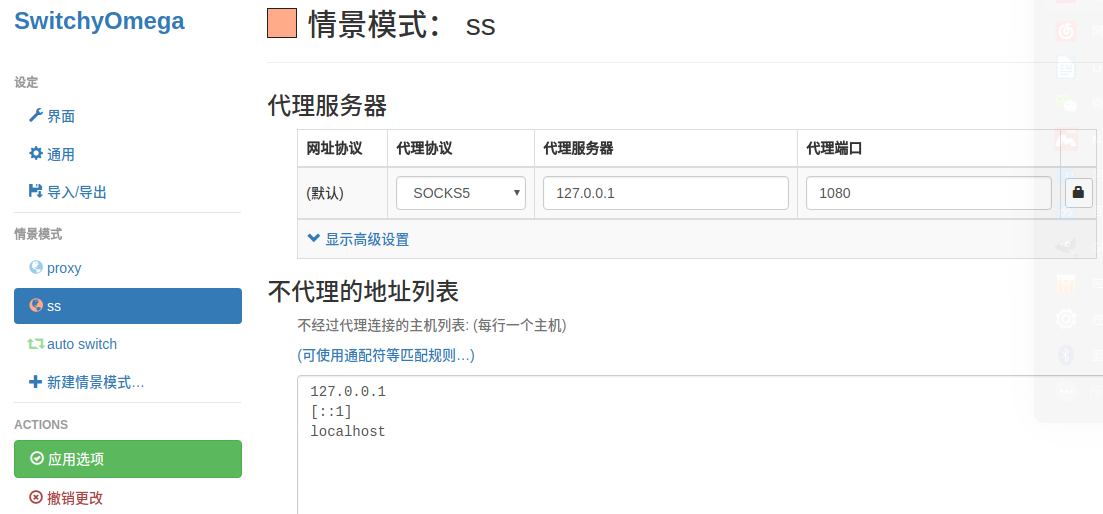 SwitchyOmega
设定
界面
通用
导入/导出
情景模式
proxy
ss
auto switch
新建情景模式…
ACTIONS
应用选项
撤销更改
情景模式： ss
代理服务器
网址协议 代理协议 代理服务器 代理端口
(默认) SOCKS5 127.0.0.1 1080
显示高级设置
不代理的地址列表
不经过代理连接的主机列表: (每行一个主机)
(可使用通配符等匹配规则…)
127.0.0.1
[::1]
localhost